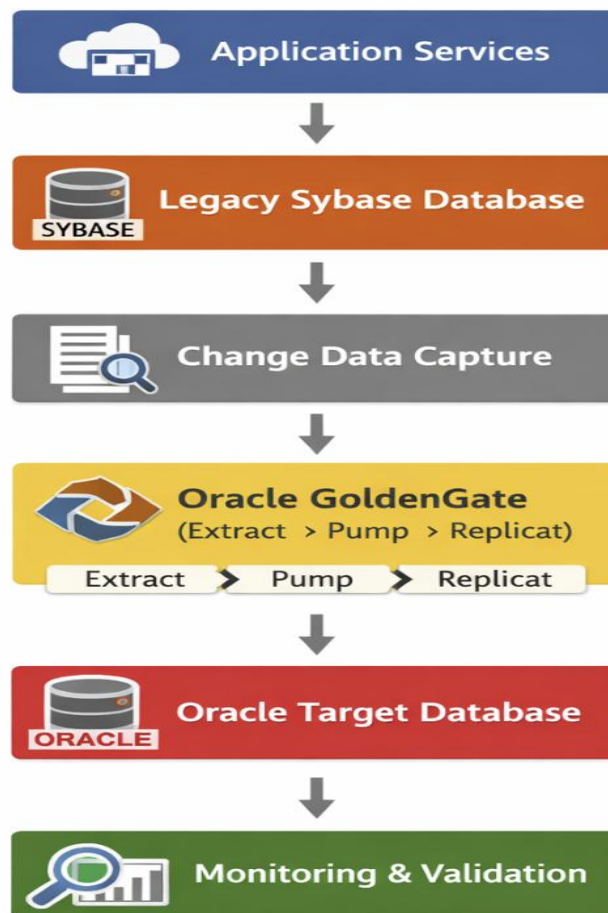 Application Services
Legacy Sybase Database
SYBASE
Change Data Capture
Oracle GoldenGate
(Extract > Pump > Replicat)
Extract > Pump > Replicat
Oracle Target Database
ORACLE
Monitoring & Validation